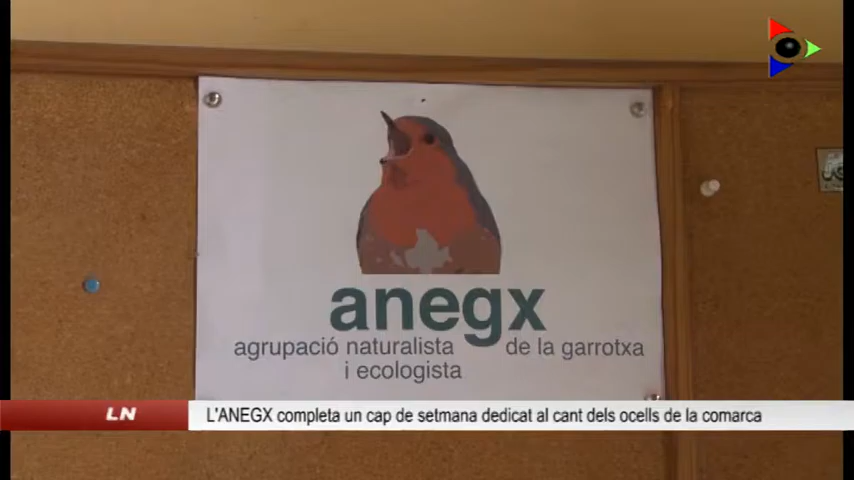 anegx
agrupació naturalista de la garrotxa
i ecologista
LN L'ANEGX completa un cap de setmana dedicat al cant dels ocells de la comarca